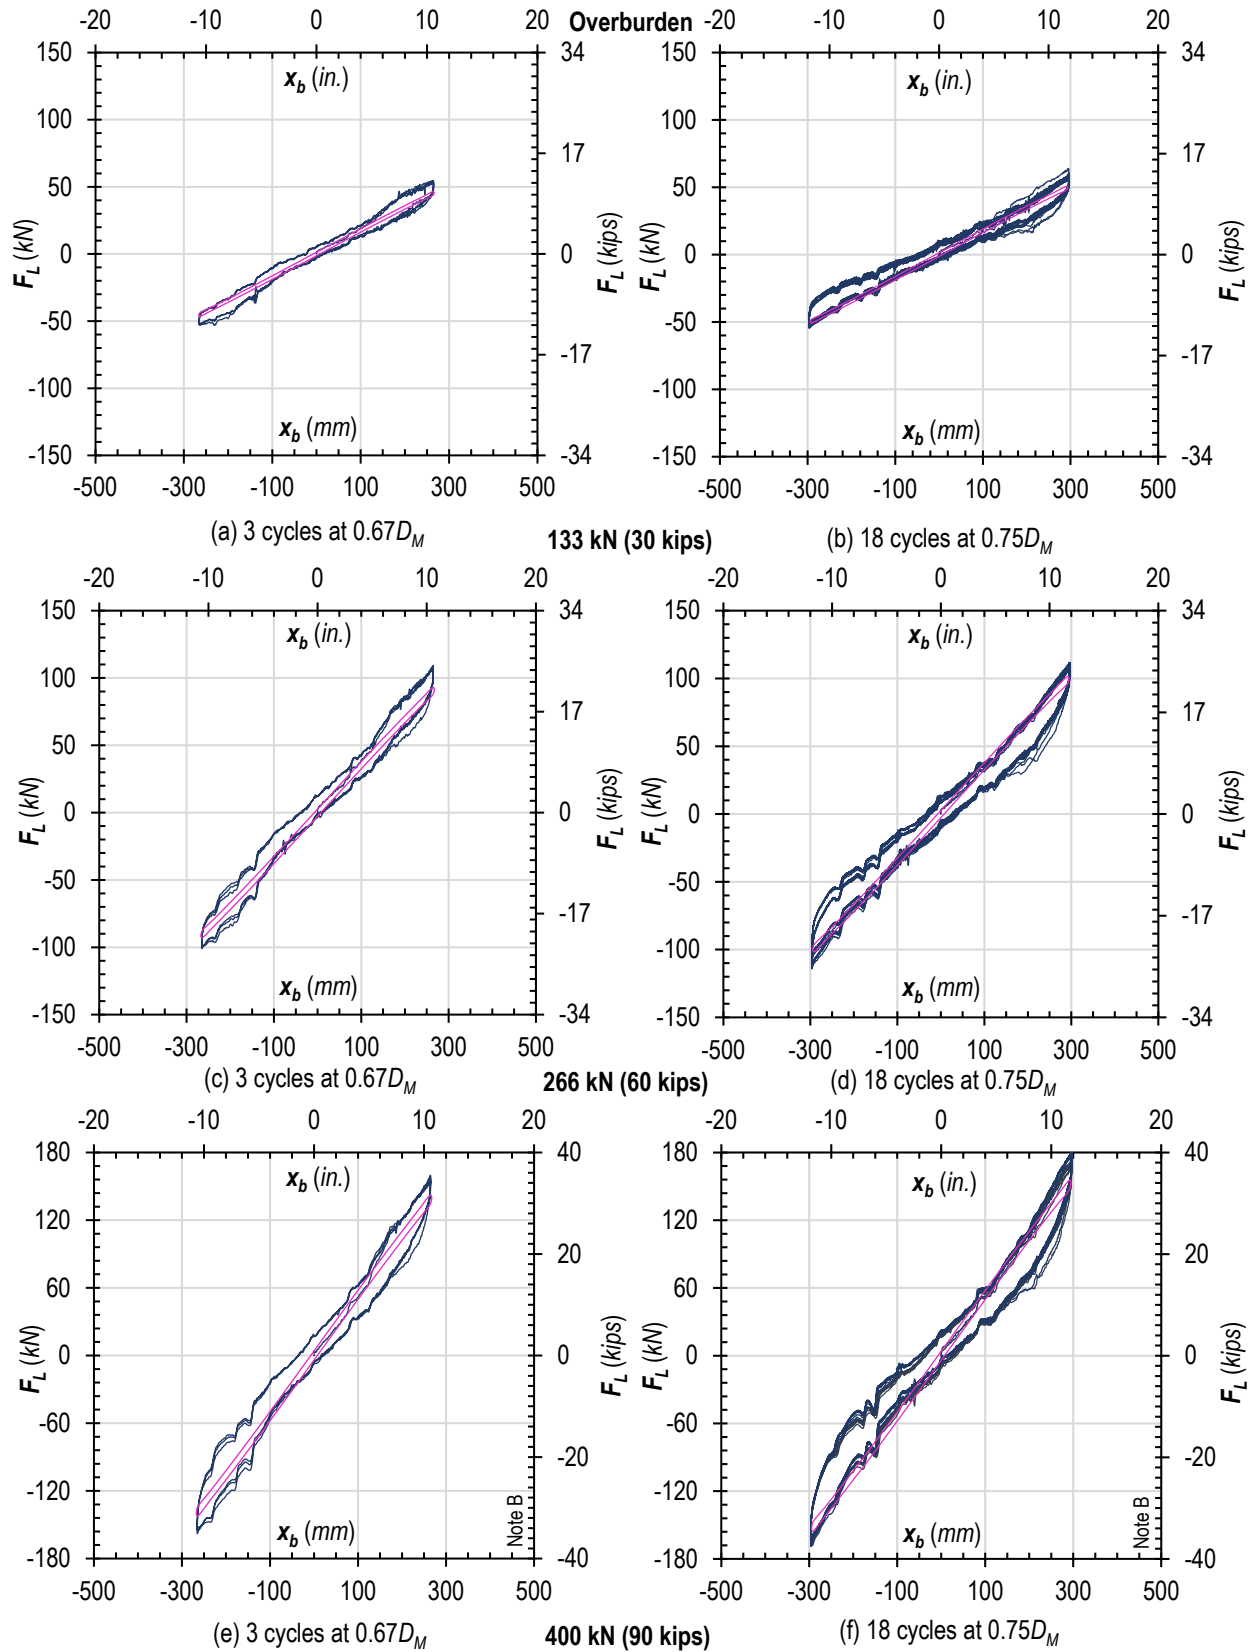 Overburden
-20 -10 0 10 20
-20 -10 0 10 20
x_b (in.)
x_b (in.)
150 100 50 0 -50 -100 -150
F_L (kN)
34 17 0 -17 -34
F_L (kips)
150 100 50 0 -50 -100 -150
F_L (kN)
34 17 0 -17 -34
F_L (kips)
x_b (mm)
x_b (mm)
-500 -300 -100 100 300 500
-500 -300 -100 100 300 500
(a) 3 cycles at 0.67D_M
133 kN (30 kips)
(b) 18 cycles at 0.75D_M
-20 -10 0 10 20
-20 -10 0 10 20
x_b (in.)
x_b (in.)
150 100 50 0 -50 -100 -150
F_L (kN)
34 17 0 -17 -34
F_L (kips)
150 100 50 0 -50 -100 -150
F_L (kN)
34 17 0 -17 -34
F_L (kips)
x_b (mm)
x_b (mm)
-500 -300 -100 100 300 500
-500 -300 -100 100 300 500
(c) 3 cycles at 0.67D_M
266 kN (60 kips)
(d) 18 cycles at 0.75D_M
-20 -10 0 10 20
-20 -10 0 10 20
x_b (in.)
x_b (in.)
180 120 60 0 -60 -120 -180
F_L (kN)
40 20 0 -20 -40
F_L (kips)
180 120 60 0 -60 -120 -180
F_L (kN)
40 20 0 -20 -40
F_L (kips)
Note B
Note B
x_b (mm)
x_b (mm)
-500 -300 -100 100 300 500
-500 -300 -100 100 300 500
(e) 3 cycles at 0.67D_M
400 kN (90 kips)
(f) 18 cycles at 0.75D_M